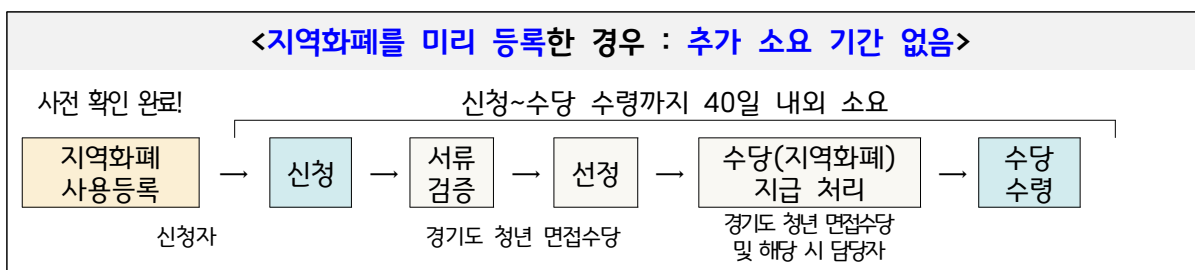 <지역화폐를 미리 등록한 경우 : 추가 소요 기간 없음>
사전 확인 완료!
신청~수당 수령까지 40일 내외 소요
지역화폐
사용등록
→
신청
→
서류
검증
→
선정
→
수당(지역화폐)
지급 처리
→
수당
수령
신청자
경기도 청년 면접수당
경기도 청년 면접수당
및 해당 시 담당자